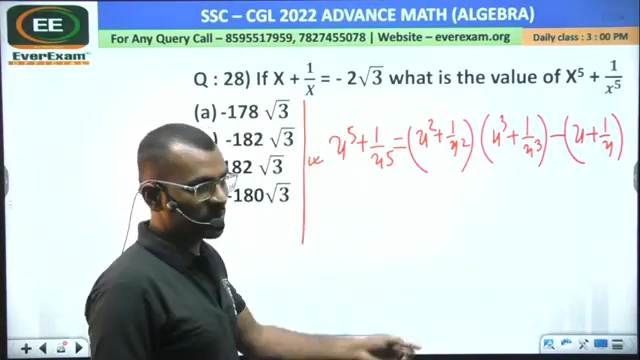 SSC – CGL 2022 ADVANCE MATH (ALGEBRA)
EE
EVEREXAM
OFFICIAL
For Any Query Call – 8595517959, 7827455078 | Website – everexam.org
Daily class : 3 : 00 PM
Q : 28) If X + 1/x = - 2√3 what is the value of X⁵ + 1/x⁵
(a) -178 √3
) -182 √3
182 √3
-180√3
x⁵ + 1/x⁵ = (x² + 1/x²) (x³ + 1/x³) – (x + 1/x)